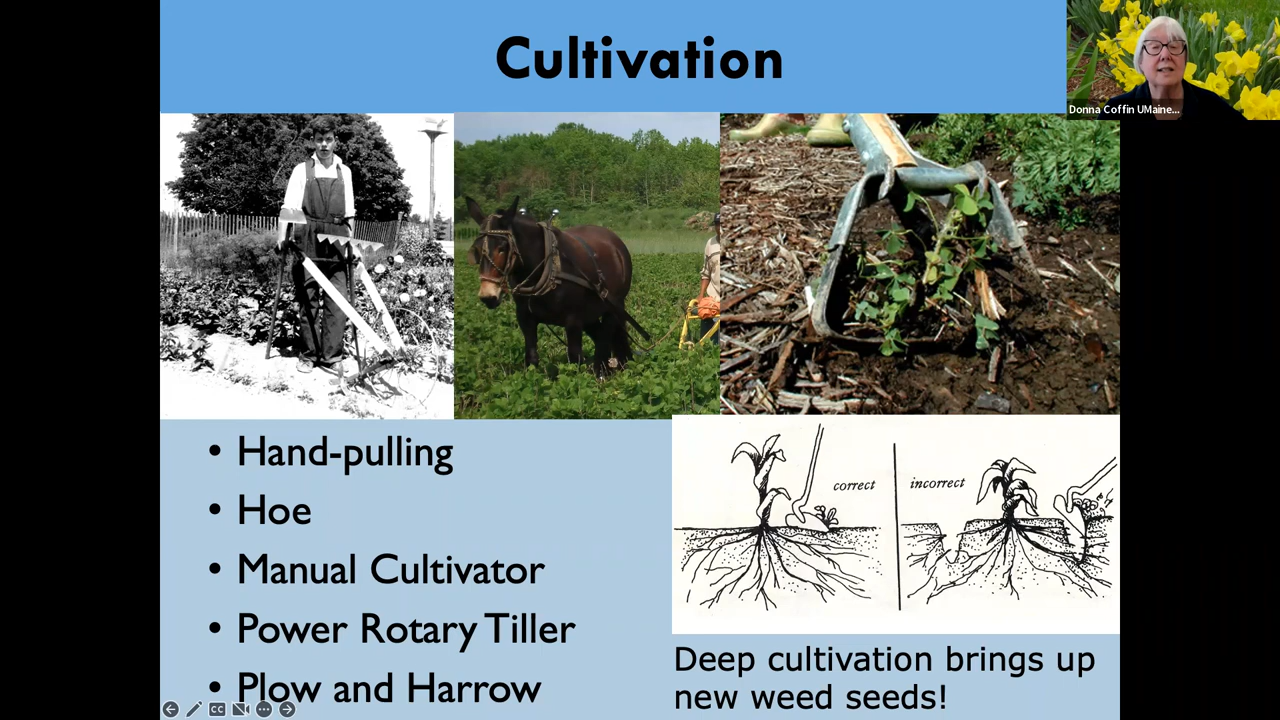 Cultivation
Donna Coffin UMaine...
• Hand-pulling
• Hoe
• Manual Cultivator
• Power Rotary Tiller
• Plow and Harrow
correct
incorrect
Deep cultivation brings up
new weed seeds!
CC